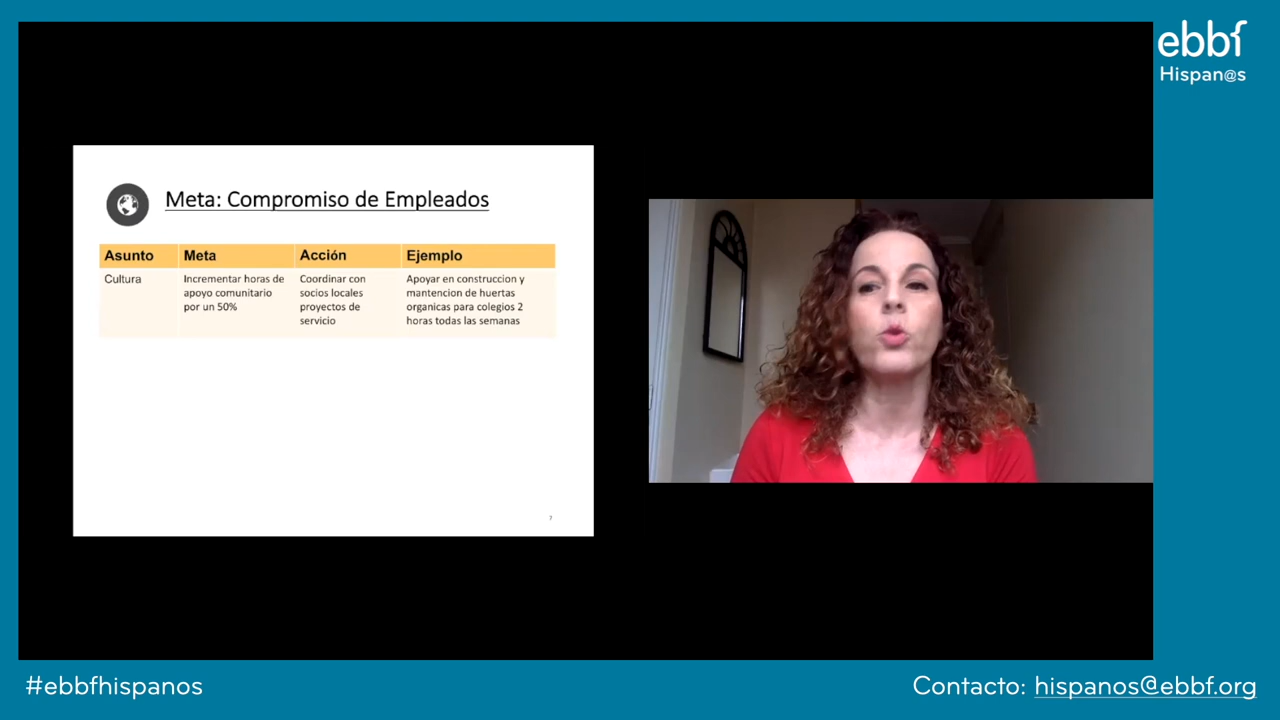 ebbf
Hispan@s
Meta: Compromiso de Empleados
Asunto
Meta
Acción
Ejemplo
Cultura
Incrementar horas de
apoyo comunitario
por un 50%
Coordinar con
socios locales
proyectos de
servicio
Apoyar en construccion y
mantencion de huertas
organicas para colegios 2
horas todas las semanas
7
#ebbfhispanos
Contacto: hispanos@ebbf.org